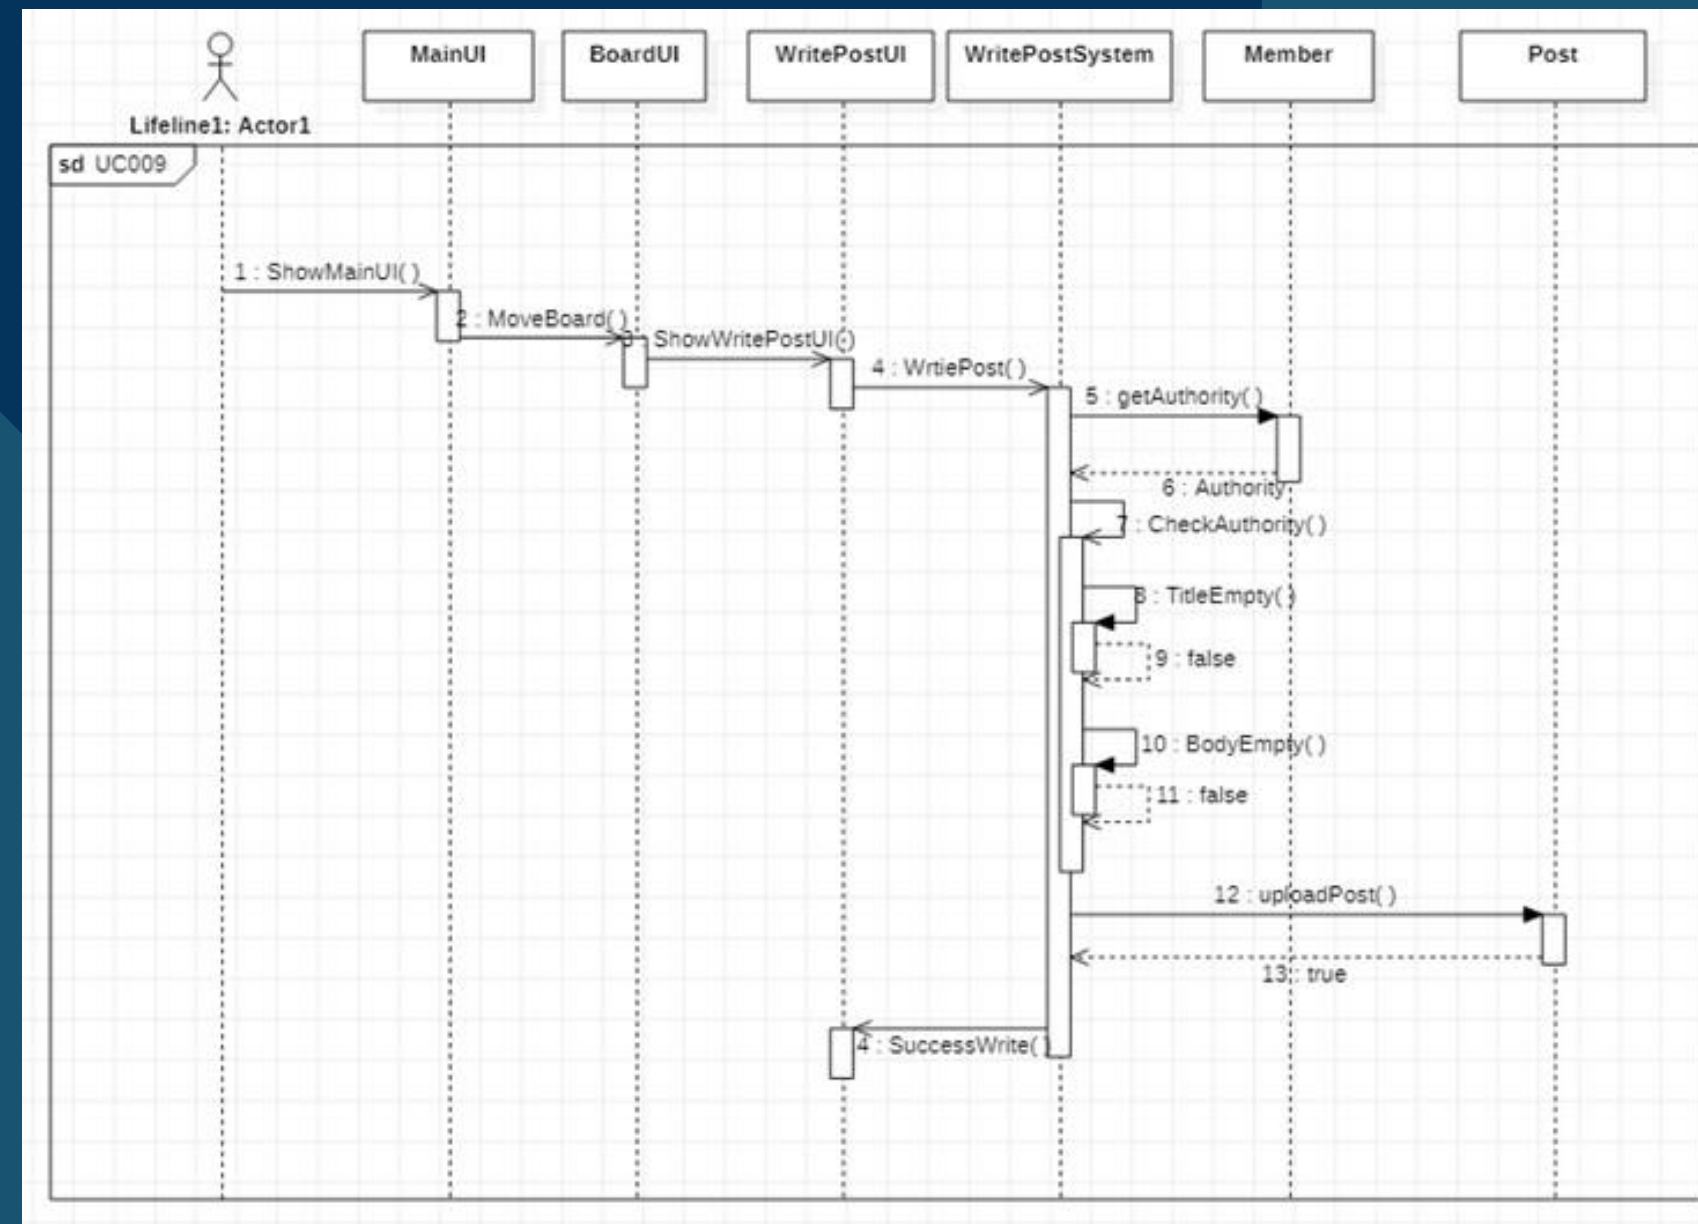 MainUI
BoardUI
WritePostUI
WritePostSystem
Member
Post
Lifeline1: Actor1
sd UC009
1 : ShowMainUI( )
2 : MoveBoard( )
3 : ShowWritePostUI( )
4 : WrtiePost( )
5 : getAuthority( )
6 : Authority
7 : CheckAuthority( )
8 : TitleEmpty( )
9 : false
10 : BodyEmpty( )
11 : false
12 : uploadPost( )
13 : true
4 : SuccessWrite( )